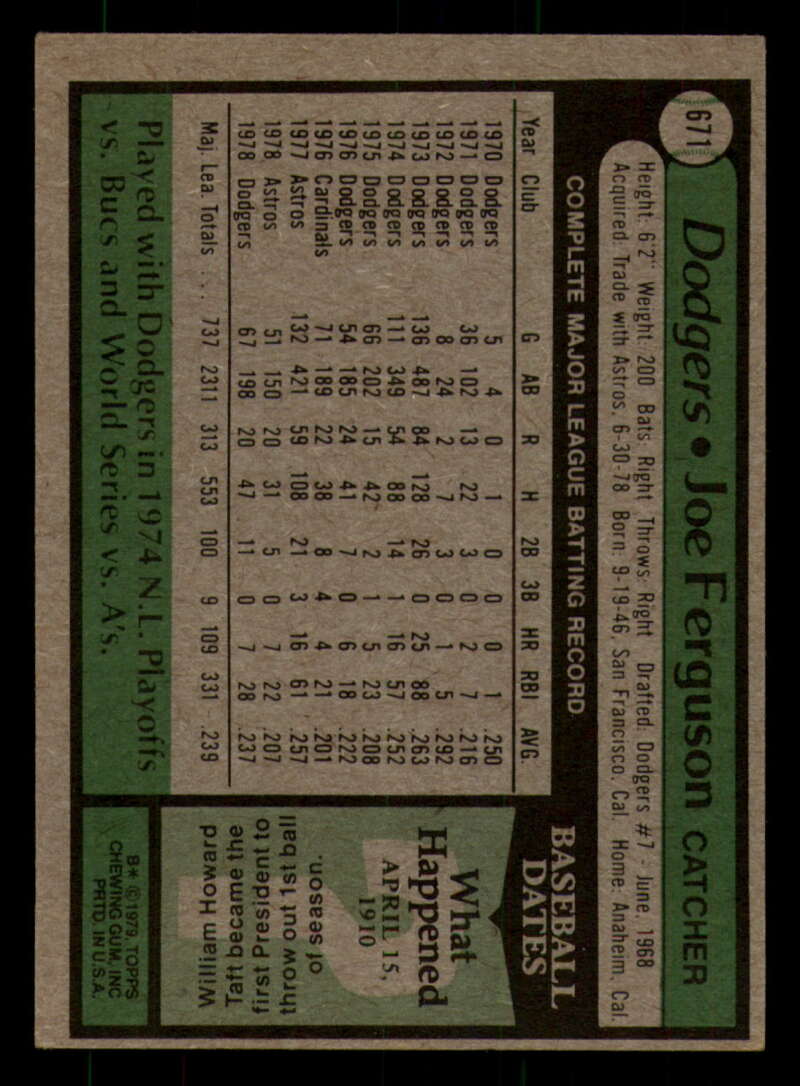 671
Dodgers • Joe Ferguson CATCHER
Height: 6'2" Weight: 200 Bats: Right Throws: Right Drafted: Dodgers #7 - June, 1968
Acquired: Trade with Astros, 6-30-78 Born: 9-19-46, San Francisco, Cal. Home: Anaheim, Cal.
COMPLETE MAJOR LEAGUE BATTING RECORD
Year Club G AB R H 2B 3B HR RBI AVG.
1970 Dodgers 5 4 0 1 0 0 0 1 .250
1971 Dodgers 36 102 13 22 3 0 2 7 .216
1972 Dodgers 8 24 2 7 3 0 1 5 .292
1973 Dodgers 136 487 84 128 26 0 25 88 .263
1974 Dodgers 111 349 54 88 14 1 16 57 .252
1975 Dodgers 66 202 15 42 2 1 5 23 .208
1976 Dodgers 54 185 24 41 7 0 6 18 .222
1976 Cardinals 71 189 22 38 8 4 4 21 .201
1977 Astros 132 421 59 108 21 3 16 61 .257
1978 Astros 51 150 20 31 5 0 7 22 .207
1978 Dodgers 67 198 20 47 11 0 7 28 .237
Maj. Lea. Totals . . . 737 2311 313 553 100 9 109 331 .239
Played with Dodgers in 1974 N.L. Playoffs
vs. Bucs and World Series vs. A's.
BASEBALL
DATES
What
Happened
APRIL 15,
1910
William Howard
Taft became the
first President to
throw out 1st ball
of season.
B* ©1979, TOPPS
CHEWING GUM, INC
PRTD. IN U.S.A.